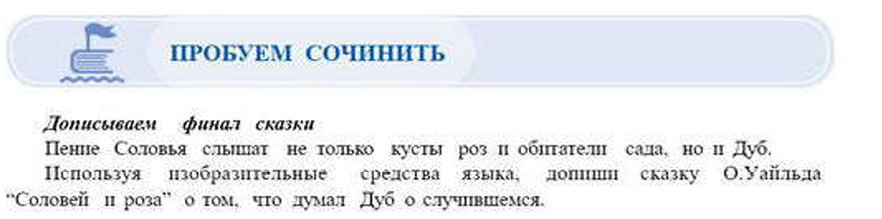 ПРОБУЕМ СОЧИНИТЬ
Дописываем финал сказки
Пение Соловья слышат не только кусты роз и обитатели сада, но и Дуб.
Используя изобразительные средства языка, допиши сказку О.Уайльда
“Соловей и роза” о том, что думал Дуб о случившемся.